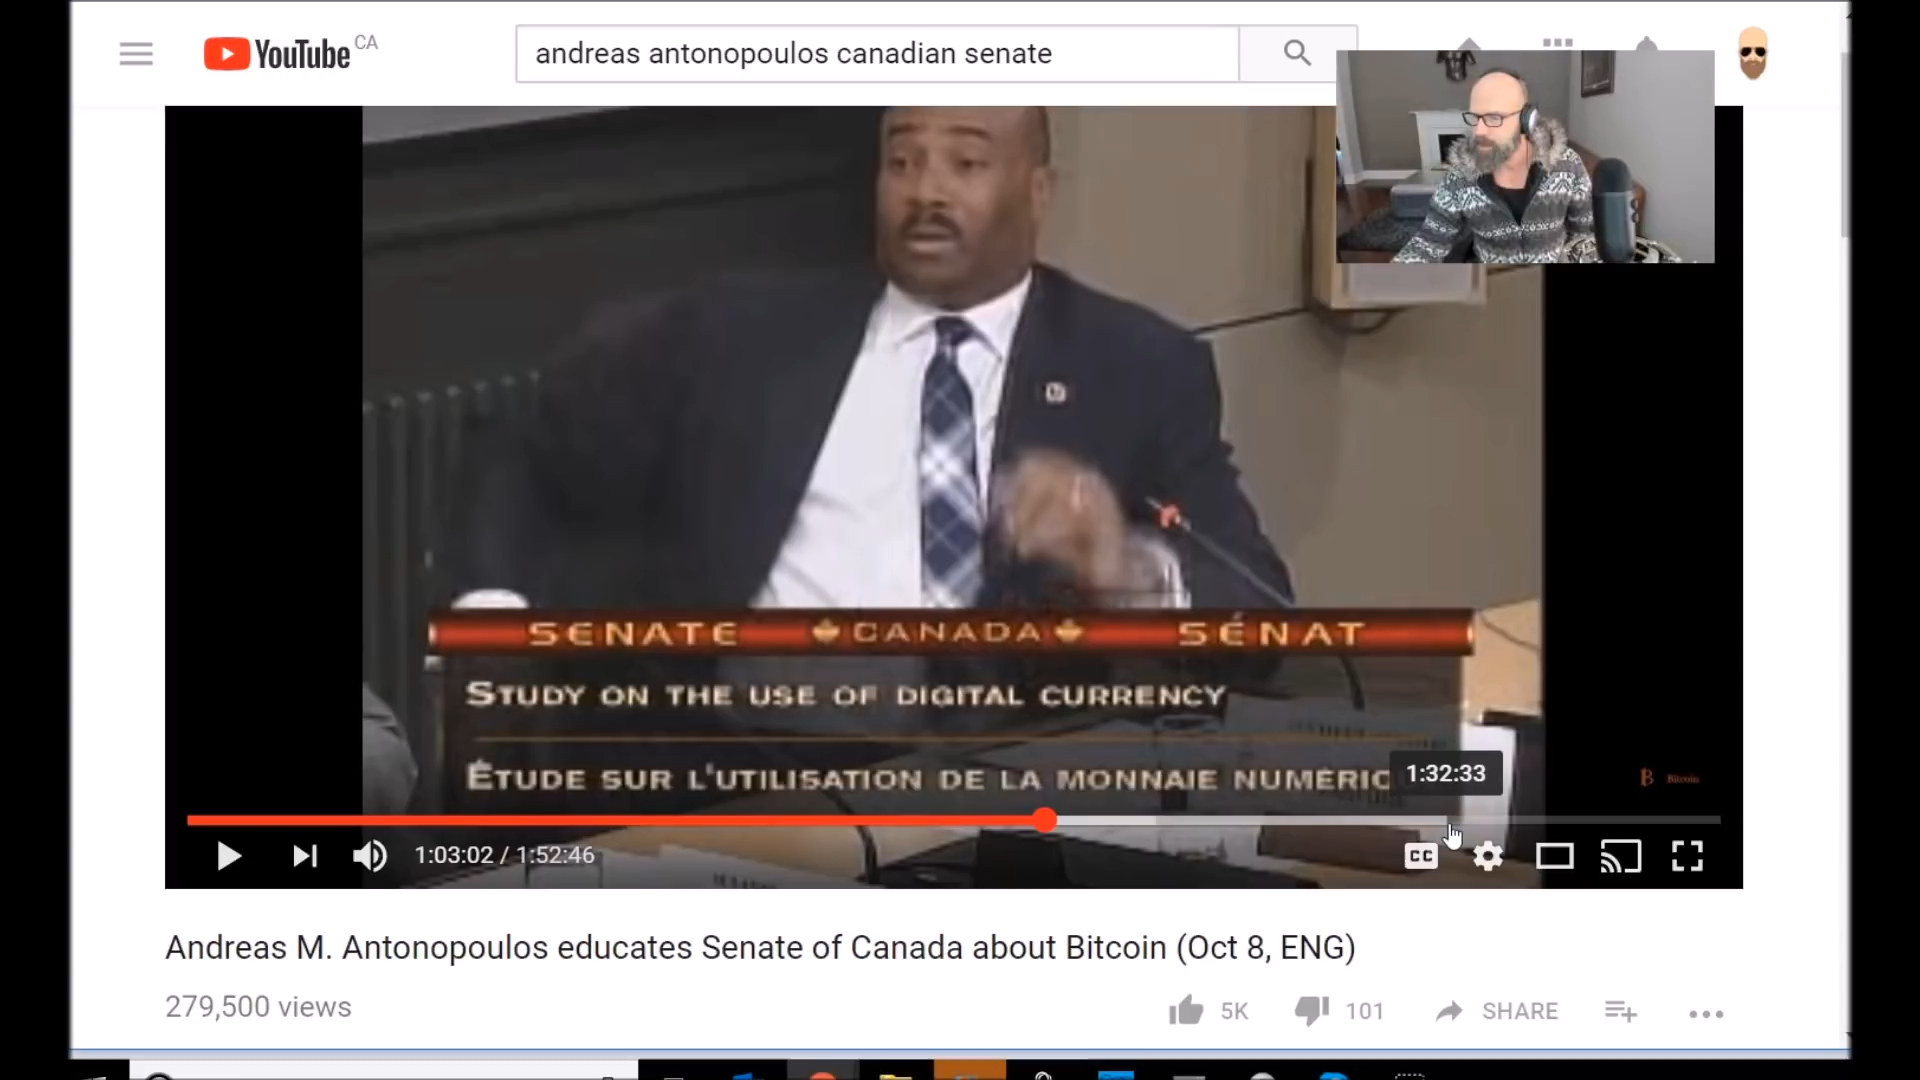 YouTube CA
andreas antonopoulos canadian senate
SENATE CANADA SÉNAT
STUDY ON THE USE OF DIGITAL CURRENCY
ÉTUDE SUR L'UTILISATION DE LA MONNAIE NUMÉRIC
1:32:33
Bitcoin
1:03:02 / 1:52:46
CC
Andreas M. Antonopoulos educates Senate of Canada about Bitcoin (Oct 8, ENG)
279,500 views
5K 101 SHARE